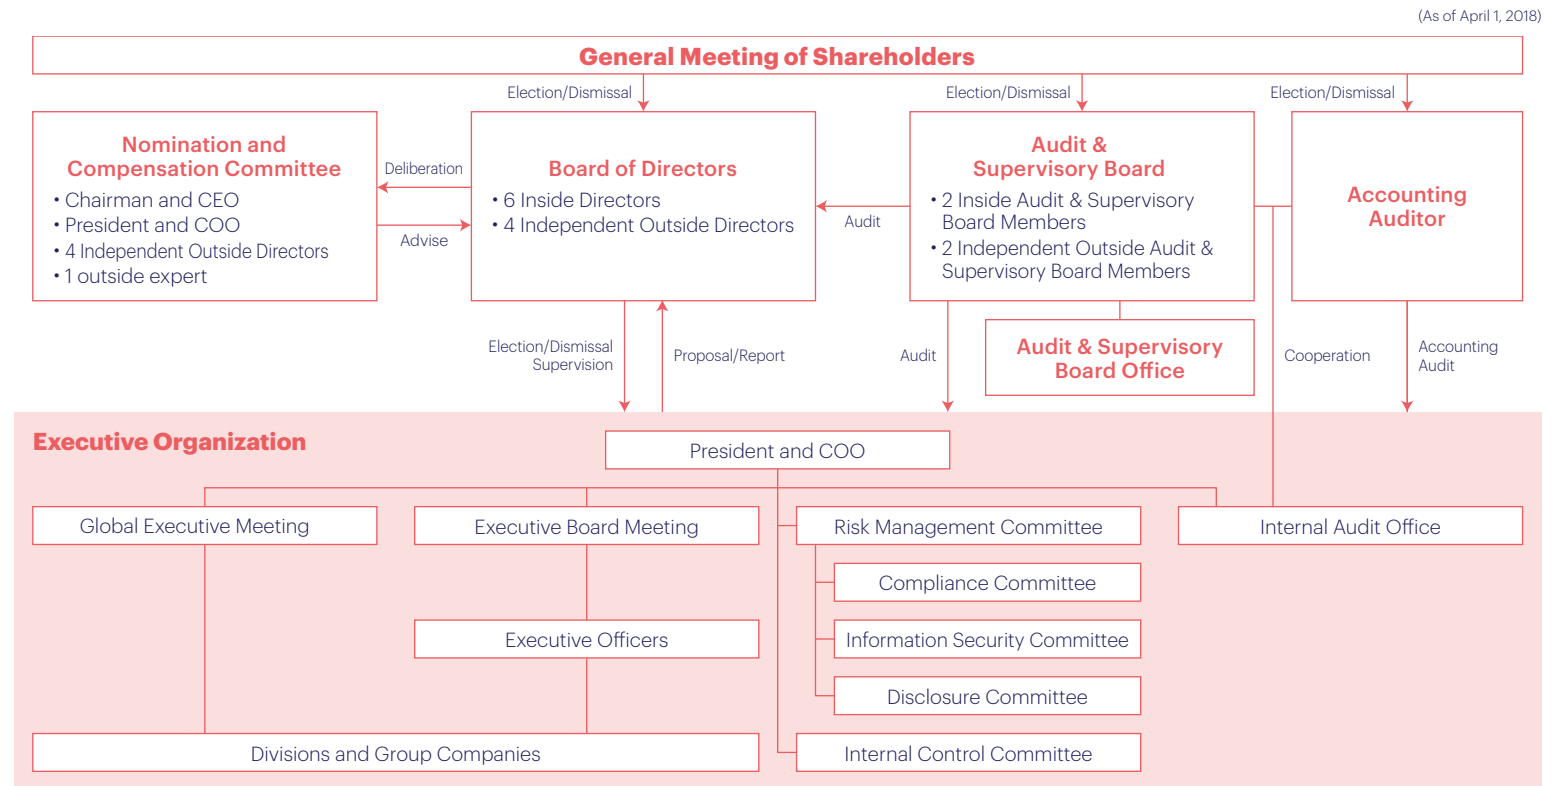 (As of April 1, 2018)
General Meeting of Shareholders
Election/Dismissal
Election/Dismissal
Election/Dismissal
Nomination and
Compensation Committee
• Chairman and CEO
• President and COO
• 4 Independent Outside Directors
• 1 outside expert
Deliberation
Advise
Board of Directors
• 6 Inside Directors
• 4 Independent Outside Directors
Audit
Audit &
Supervisory Board
• 2 Inside Audit & Supervisory
Board Members
• 2 Independent Outside Audit &
Supervisory Board Members
Accounting
Auditor
Election/Dismissal
Supervision
Proposal/Report
Audit
Audit & Supervisory
Board Office
Cooperation
Accounting
Audit
Executive Organization
President and COO
Global Executive Meeting
Executive Board Meeting
Risk Management Committee
Internal Audit Office
Compliance Committee
Executive Officers
Information Security Committee
Disclosure Committee
Divisions and Group Companies
Internal Control Committee